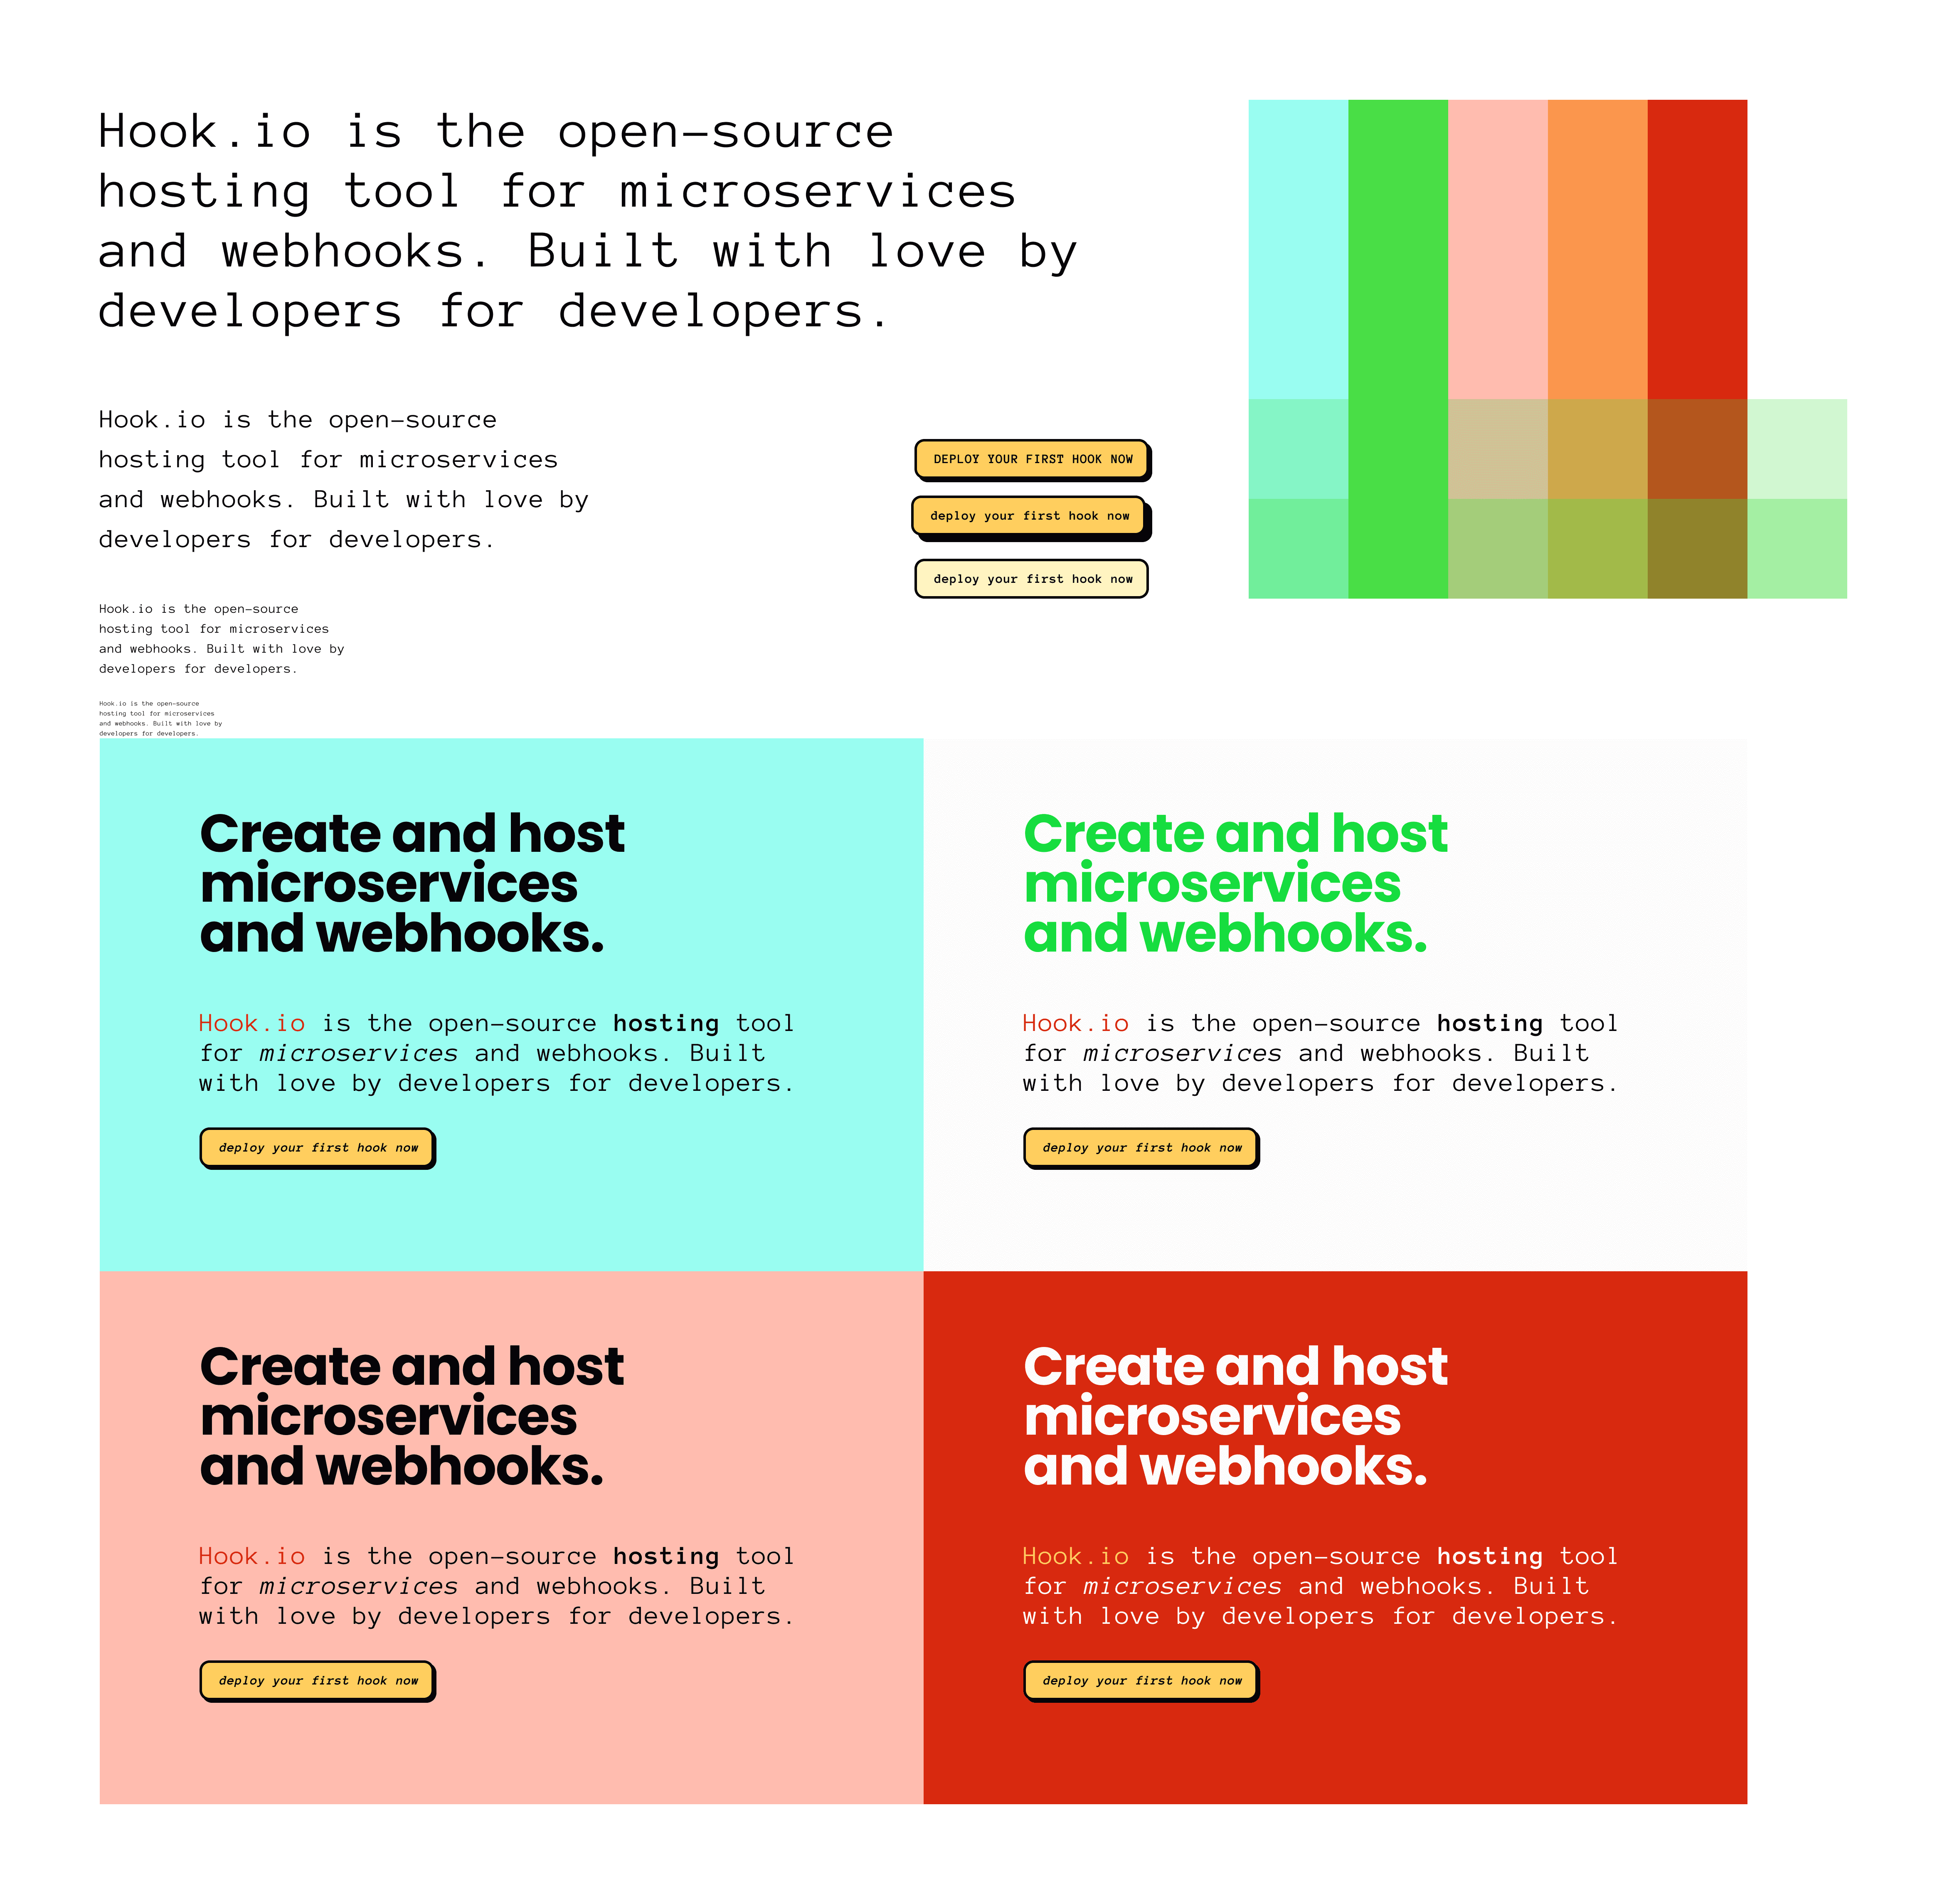 Hook.io is the open-source
hosting tool for microservices
and webhooks. Built with love by
developers for developers.
Hook.io is the open-source
hosting tool for microservices
and webhooks. Built with love by
developers for developers.
DEPLOY YOUR FIRST HOOK NOW
deploy your first hook now
deploy your first hook now
Hook.io is the open-source
hosting tool for microservices
and webhooks. Built with love by
developers for developers.
Hook.io is the open-source
hosting tool for microservices
and webhooks. Built with love by
developers for developers.
Create and host
microservices
and webhooks.
Hook.io is the open-source hosting tool
for microservices and webhooks. Built
with love by developers for developers.
deploy your first hook now
Create and host
microservices
and webhooks.
Hook.io is the open-source hosting tool
for microservices and webhooks. Built
with love by developers for developers.
deploy your first hook now
Create and host
microservices
and webhooks.
Hook.io is the open-source hosting tool
for microservices and webhooks. Built
with love by developers for developers.
deploy your first hook now
Create and host
microservices
and webhooks.
Hook.io is the open-source hosting tool
for microservices and webhooks. Built
with love by developers for developers.
deploy your first hook now